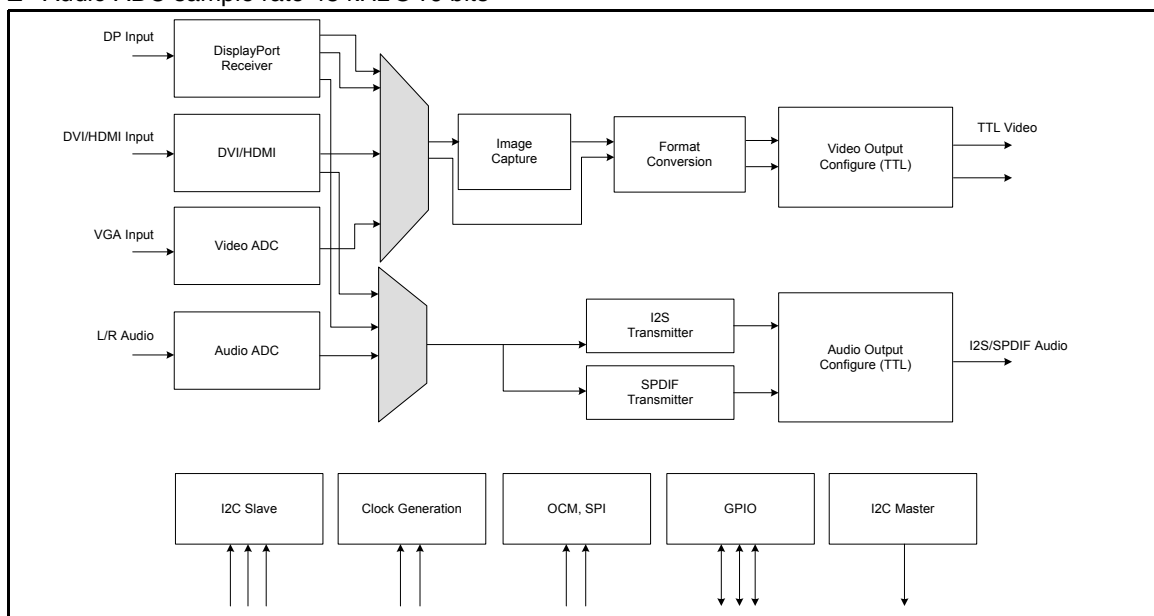 DP Input
DisplayPort
Receiver
DVI/HDMI Input
DVI/HDMI
VGA Input
Video ADC
L/R Audio
Audio ADC
Image
Capture
Format
Conversion
Video Output
Configure (TTL)
TTL Video
I2S
Transmitter
SPDIF
Transmitter
Audio Output
Configure (TTL)
I2S/SPDIF Audio
I2C Slave
Clock Generation
OCM, SPI
GPIO
I2C Master